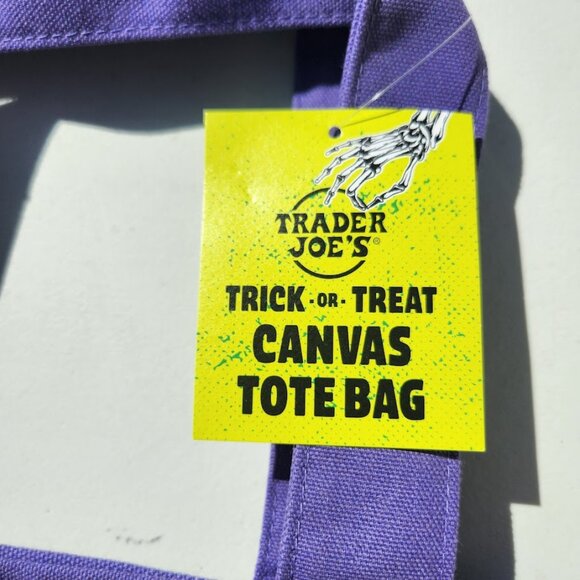 TRADER
JOE'S®
TRICK-OR-TREAT
CANVAS
TOTE BAG